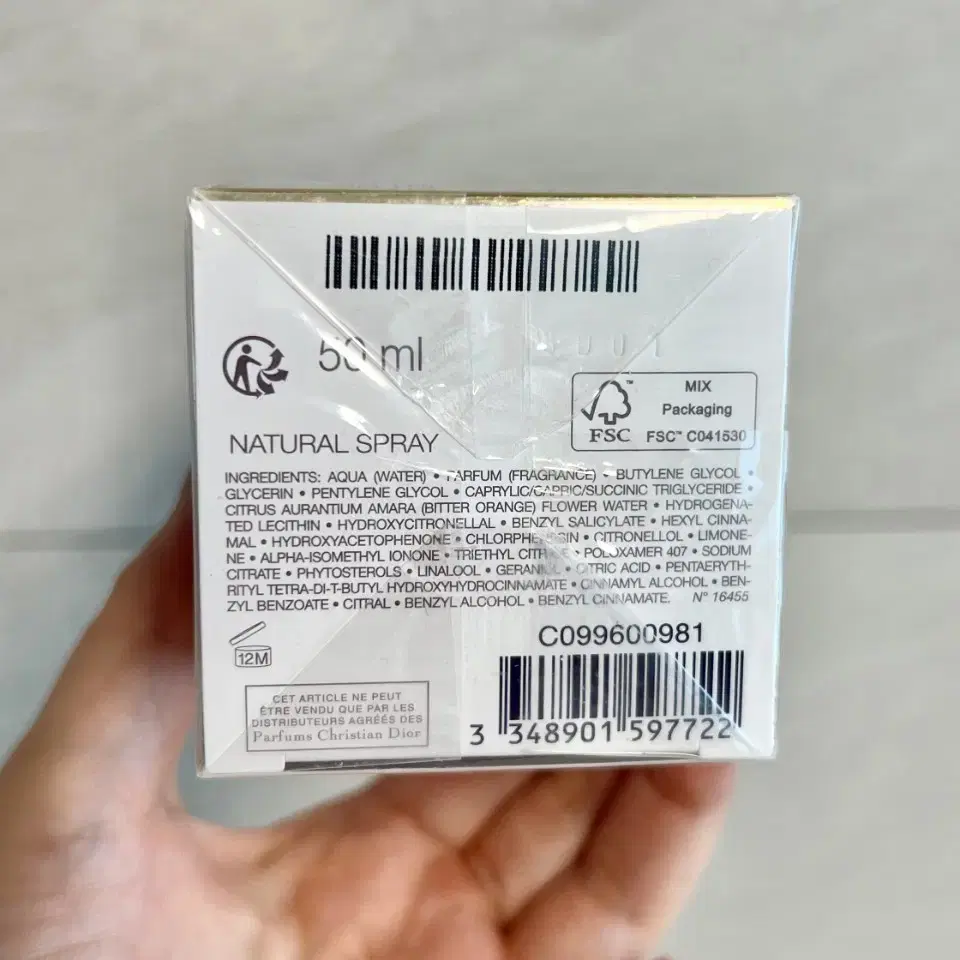 50 ml
MIX
Packaging
FSC™ C041530
FSC
NATURAL SPRAY
INGREDIENTS: AQUA (WATER) • PARFUM (FRAGRANCE) • BUTYLENE GLYCOL •
GLYCERIN • PENTYLENE GLYCOL • CAPRYLIC/CAPRIC/SUCCINIC TRIGLYCERIDE •
CITRUS AURANTIUM AMARA (BITTER ORANGE) FLOWER WATER • HYDROGENA-
TED LECITHIN • HYDROXYCITRONELLAL • BENZYL SALICYLATE • HEXYL CINNA-
MAL • HYDROXYACETOPHENONE • CHLORPHENESIN • CITRONELLOL • LIMONE-
NE • ALPHA-ISOMETHYL IONONE • TRIETHYL CITRATE • POLOXAMER 407 • SODIUM
CITRATE • PHYTOSTEROLS • LINALOOL • GERANIOL • CITRIC ACID • PENTAERYTH-
RITYL TETRA-DI-T-BUTYL HYDROXYHYDROCINNAMATE • CINNAMYL ALCOHOL • BEN-
ZYL BENZOATE • CITRAL • BENZYL ALCOHOL • BENZYL CINNAMATE. N° 16455
12M
C099600981
CET ARTICLE NE PEUT
ÊTRE VENDU QUE PAR LES
DISTRIBUTEURS AGRÉÉS DES
Parfums Christian Dior
3 348901 597722